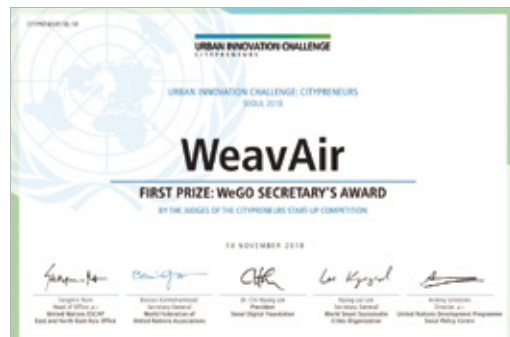 URBAN INNOVATION CHALLENGE
CITYPRENEURS
URBAN INNOVATION CHALLENGE: CITYPRENEURS
SEOUL 2018
WeavAir
FIRST PRIZE: WeGO SECRETARY'S AWARD
BY THE JUDGES OF THE CITYPRENEURS START-UP COMPETITION
14 NOVEMBER 2018
Head of Office a.i.
United Nations ESCAP
East and North East Asia Office
Secretary General
World Federation of
United Nations Associations
President
Seoul Digital Foundation
Secretary General
World Smart Sustainable
Cities Organization
Director a.i.
United Nations Development Programme
Seoul Policy Centre